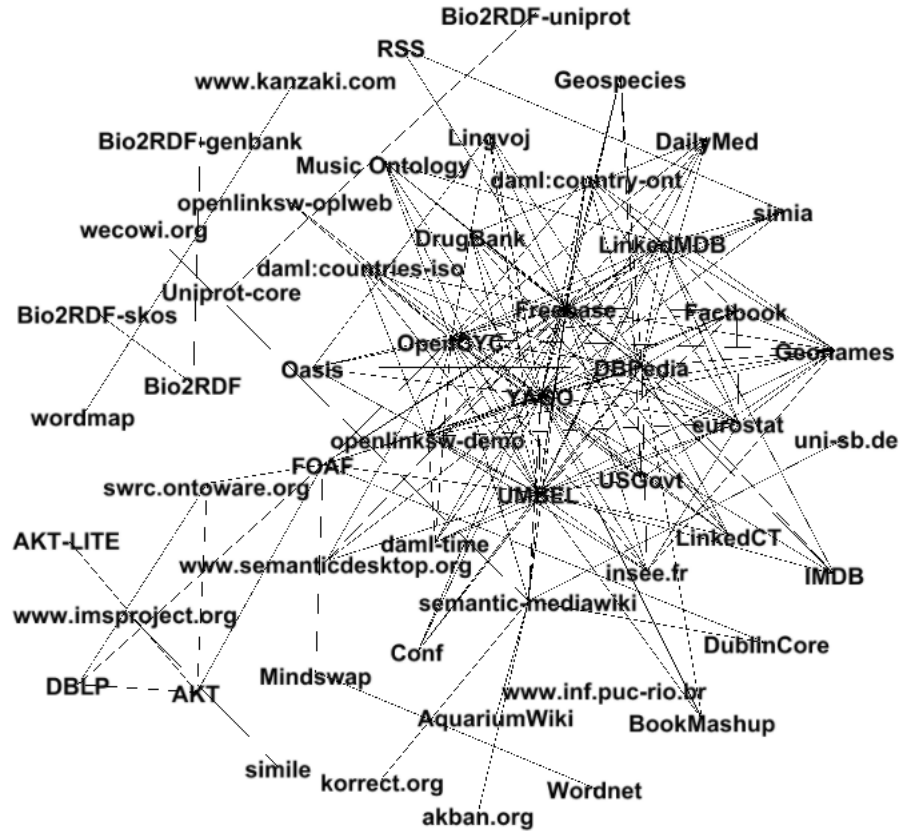 Bio2RDF-uniprot
RSS
www.kanzaki.com
Geospecies
Bio2RDF-genbank
Lingvoj
DailyMed
Music Ontology
daml:country-ont
openlinksw-oplweb
simia
wecowi.org
DrugBank
LinkedMDB
daml:countries-iso
Uniprot-core
Freebase
Factbook
Bio2RDF-skos
OpenCYC
Geonames
Oasis
DBPedia
Bio2RDF
YAGO
wordmap
openlinksw-demo
eurostat
uni-sb.de
FOAF
swrc.ontoware.org
USGovt
UMBEL
AKT-LITE
daml-time
LinkedCT
www.semanticdesktop.org
insee.fr
IMDB
semantic-mediawiki
www.imsproject.org
DublinCore
Conf
Mindswap
DBLP
AKT
www.inf.puc-rio.br
AquariumWiki
BookMashup
simile
korrect.org
Wordnet
akban.org